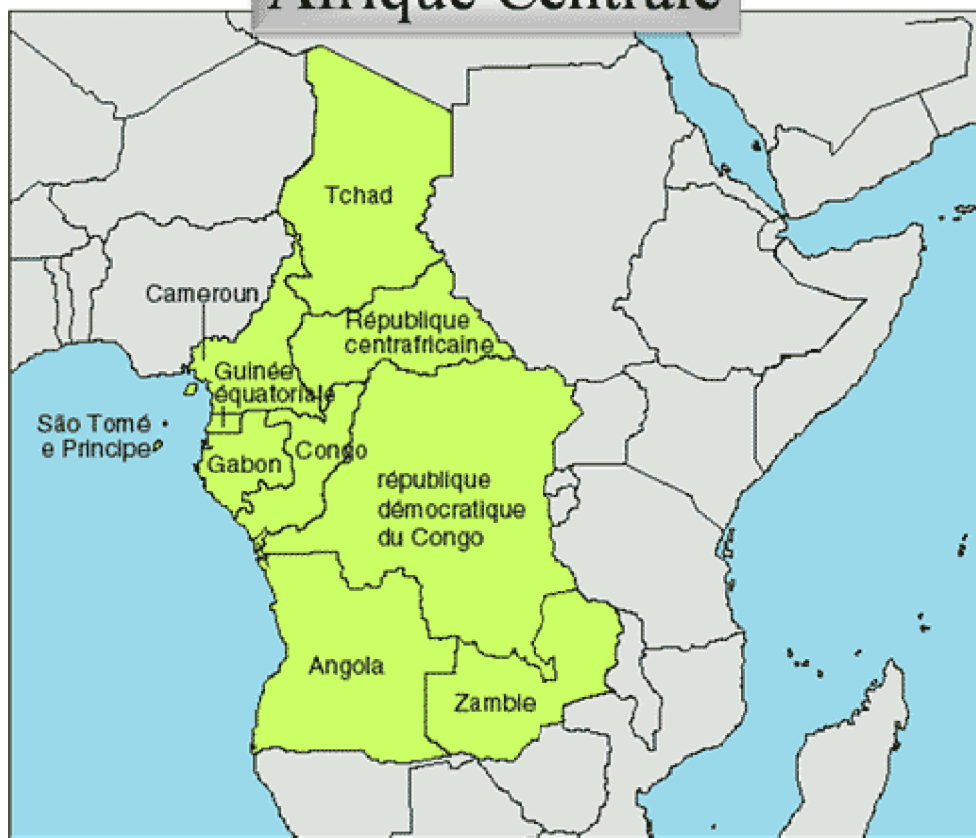 Afrique Centrale
Tchad
Cameroun
République
centrafricaine
Guinée
équatoriale
São Tomé
e Principe
Gabon
Congo
république
démocratique
du Congo
Angola
Zambie